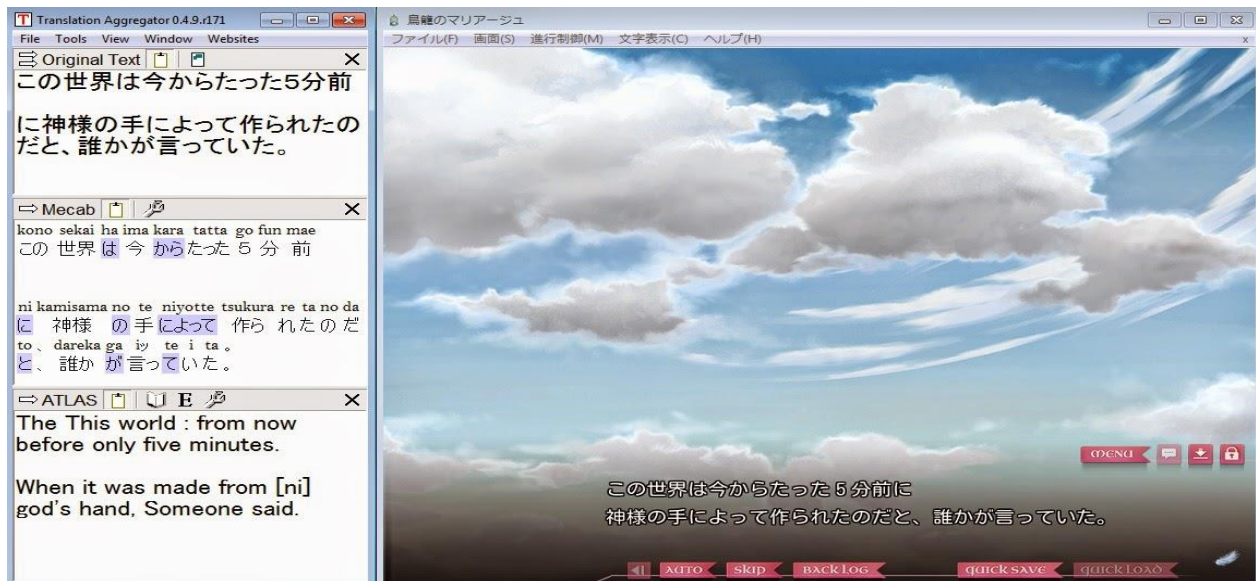 Translation Aggregator 0.4.9.r171
File Tools View Window Websites
Original Text
この世界は今からたった5分前
に神様の手によって作られたの
だと、誰かが言っていた。
Mecab
kono sekai ha ima kara tatta go fun mae
この 世界 は 今 から たった 5 分 前
ni kamisama no te niyotte tsukura re ta no da
に 神様 の 手 によって 作ら れ た の だ
to 、 dareka ga iッ te i ta 。
と 、 誰か が 言っ て い た 。
ATLAS E
The This world : from now
before only five minutes.
When it was made from [ni]
god's hand, Someone said.
鳥籠のマリアージュ
ファイル(F) 画面(S) 進行制御(M) 文字表示(C) ヘルプ(H) x
MENU
この世界は今からたった5分前に
神様の手によって作られたのだと、誰かが言っていた。
AUTO SKIP BACK LOG QUICK SAVE QUICK LOAD